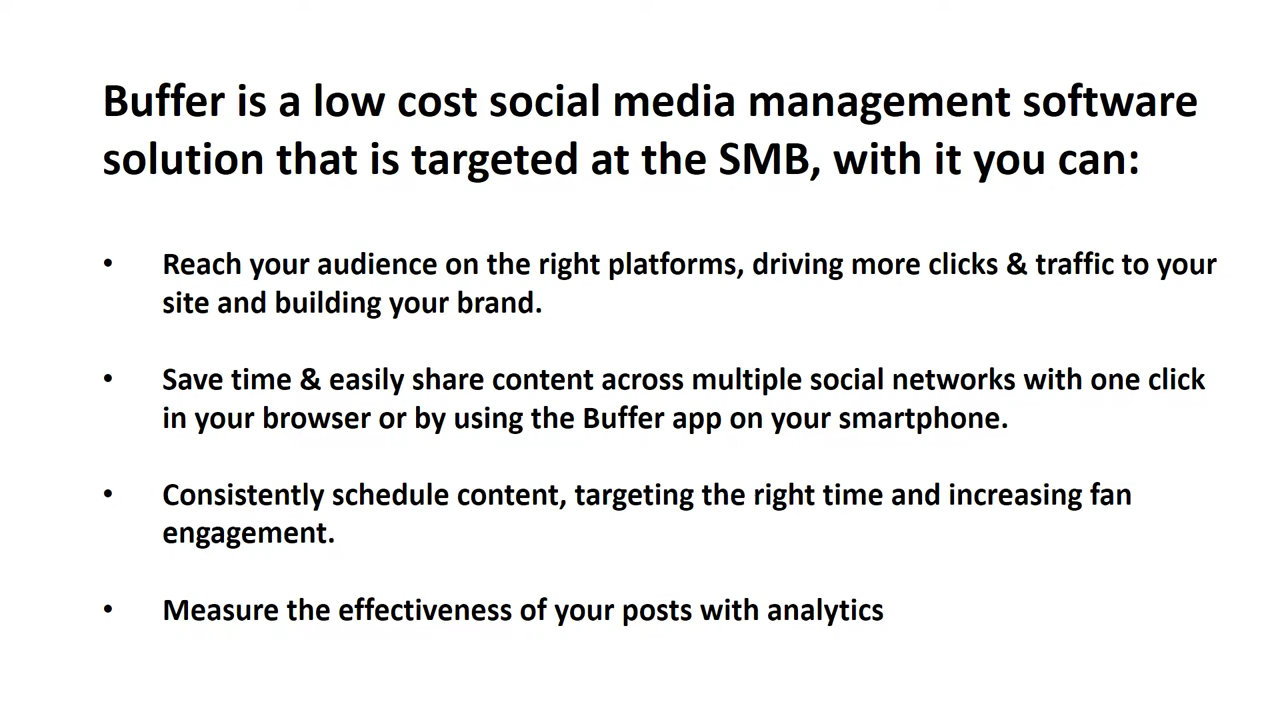 Buffer is a low cost social media management software
solution that is targeted at the SMB, with it you can:
• Reach your audience on the right platforms, driving more clicks & traffic to your
site and building your brand.
• Save time & easily share content across multiple social networks with one click
in your browser or by using the Buffer app on your smartphone.
• Consistently schedule content, targeting the right time and increasing fan
engagement.
• Measure the effectiveness of your posts with analytics